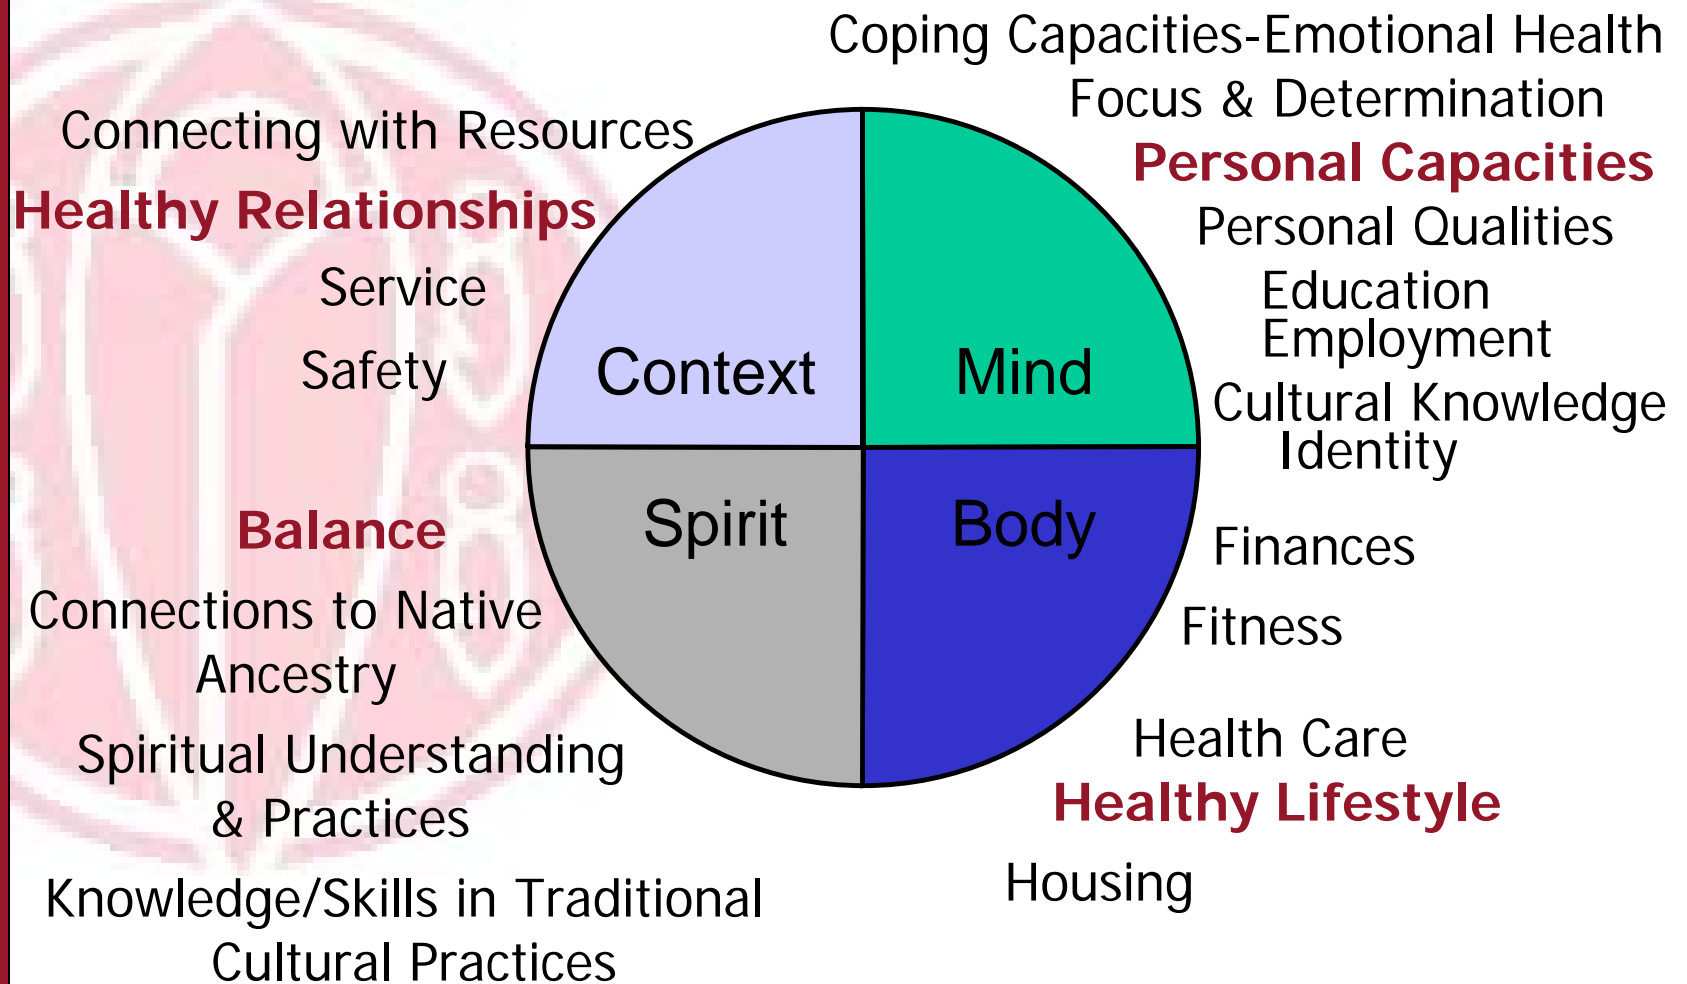 Coping Capacities-Emotional Health
Focus & Determination
Personal Capacities
Personal Qualities
Education
Employment
Cultural Knowledge
Identity
Connecting with Resources
Healthy Relationships
Service
Safety
Context
Mind
Spirit
Body
Balance
Connections to Native
Ancestry
Spiritual Understanding
& Practices
Knowledge/Skills in Traditional
Cultural Practices
Finances
Fitness
Health Care
Healthy Lifestyle
Housing